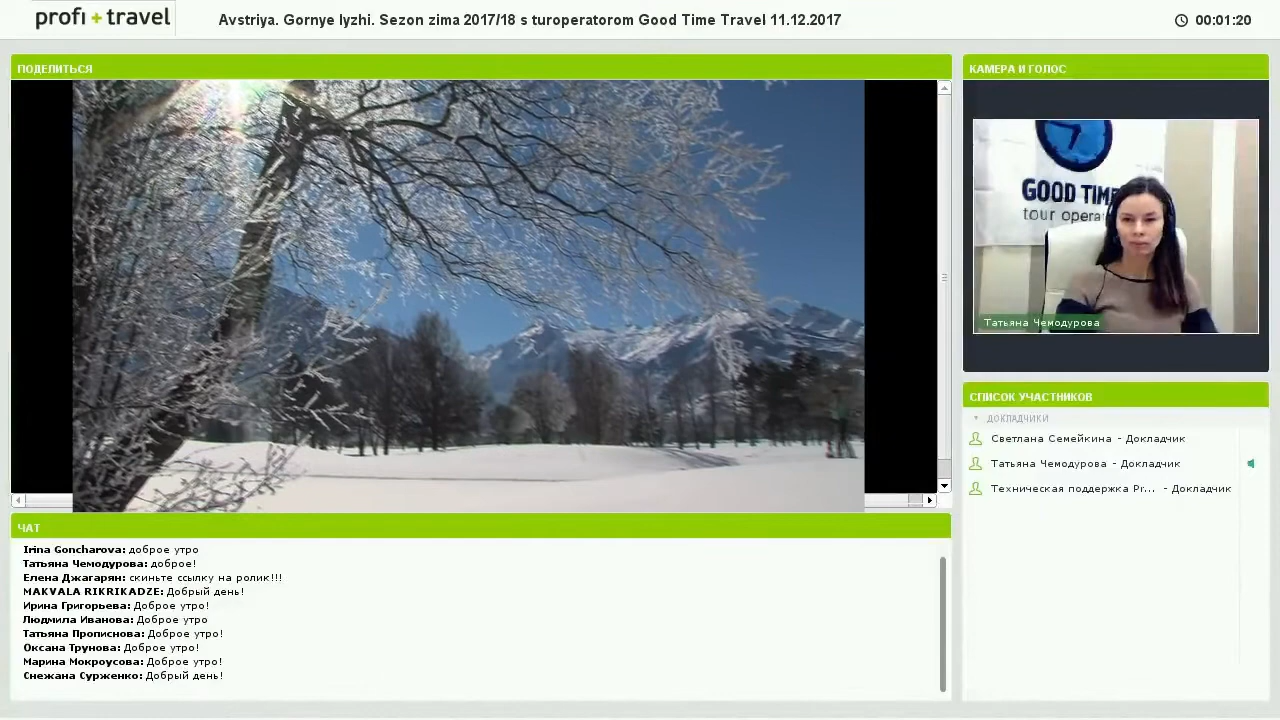 profi + travel
Avstriya. Gornye lyzhi. Sezon zima 2017/18 s turoperatorom Good Time Travel 11.12.2017
00:01:20
ПОДЕЛИТЬСЯ
КАМЕРА И ГОЛОС
GOOD TIME
tour opera
Татьяна Чемодурова
СПИСОК УЧАСТНИКОВ
ДОКЛАДЧИКИ
Светлана Семейкина - Докладчик
Татьяна Чемодурова - Докладчик
Техническая поддержка Pr... - Докладчик
ЧАТ
Irina Goncharova: доброе утро
Татьяна Чемодурова: доброе!
Елена Джагарян: скиньте ссылку на ролик!!!
MAKVALA RIKRIKADZE: Добрый день!
Ирина Григорьева: Доброе утро!
Людмила Иванова: Доброе утро
Татьяна Прописнова: Доброе утро!
Оксана Трунова: Доброе утро!
Марина Мокроусова: Доброе утро!
Снежана Сурженко: Добрый день!